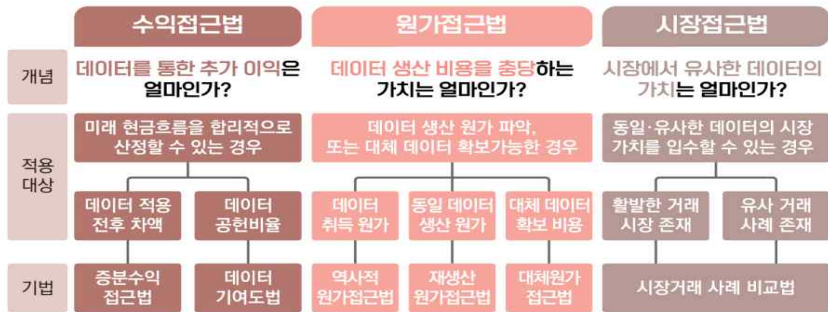 수익접근법
원가접근법
시장접근법
개념
데이터를 통한 추가 이익은
얼마인가?
데이터 생산 비용을 충당하는
가치는 얼마인가?
시장에서 유사한 데이터의
가치는 얼마인가?
적용
대상
미래 현금흐름을 합리적으로
산정할 수 있는 경우
데이터 생산 원가 파악,
또는 대체 데이터 확보가능한 경우
동일·유사한 데이터의 시장
가치를 입수할 수 있는 경우
데이터 적용
전후 차액
데이터
공헌비율
데이터
취득 원가
동일 데이터
생산 원가
대체 데이터
확보 비용
활발한 거래
시장 존재
유사 거래
사례 존재
기법
증분수익
접근법
데이터
기여도법
역사적
원가접근법
재생산
원가접근법
대체원가
접근법
시장거래 사례 비교법